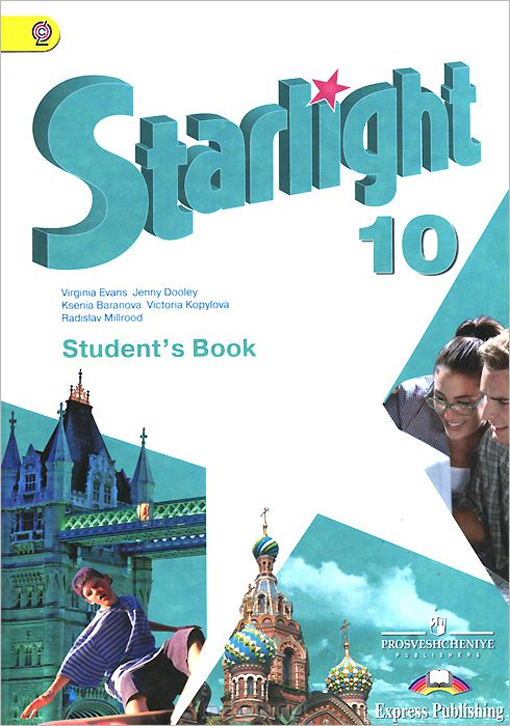 Starlight
10
Virginia Evans Jenny Dooley
Ksenia Baranova Victoria Kopylova
Radislav Millrood
Student's Book
PROSVESHCHENIYE
PUBLISHERS
Express Publishing